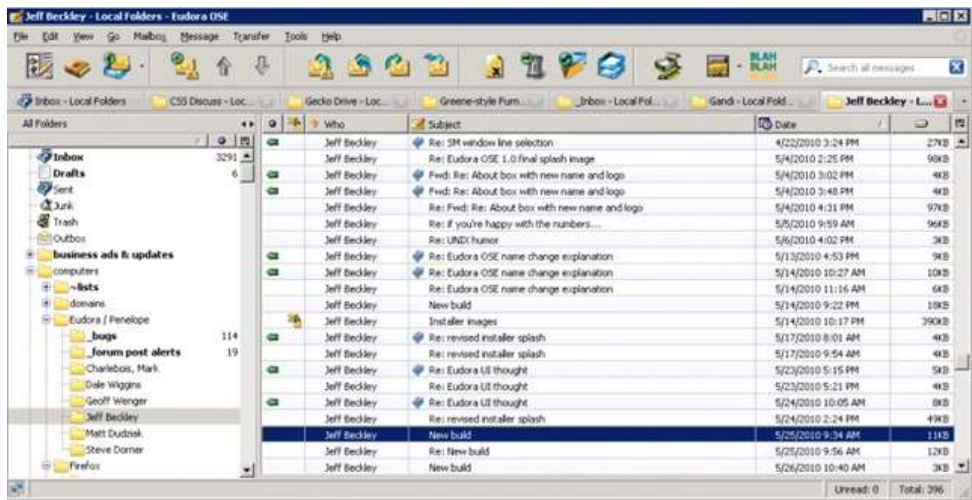 Jeff Beckley - Local Folders - Eudora OSE
File Edit View Go Mailbox Message Transfer Tools Help
BLAH
BLAH
Search all messages
Inbox - Local Folders CSS Discuss - Loc... Gecko Drive - Loc... Greene-style Furn... _Inbox - Local Fol... Gandi - Local Fold... Jeff Beckley - L...
All Folders Who Subject Date
Inbox 3291
Drafts 6
Sent
Junk
Trash
Outbox
business ads & updates
computers
~lists
domains
Eudora / Penelope
_bugs 114
_forum post alerts 19
Charlebois, Mark
Dale Wiggins
Geoff Wenger
Jeff Beckley
Matt Dudziak
Steve Dorner
Firefox
Jeff Beckley Re: SM window line selection 4/22/2010 3:24 PM 27KB
Jeff Beckley Re: Eudora OSE 1.0 final splash image 5/4/2010 2:25 PM 98KB
Jeff Beckley Fwd: Re: About box with new name and logo 5/4/2010 3:02 PM 4KB
Jeff Beckley Fwd: Re: About box with new name and logo 5/4/2010 3:48 PM 4KB
Jeff Beckley Re: Fwd: Re: About box with new name and logo 5/4/2010 4:31 PM 97KB
Jeff Beckley Re: if you're happy with the numbers... 5/5/2010 9:59 AM 96KB
Jeff Beckley Re: UNIX humor 5/6/2010 4:02 PM 3KB
Jeff Beckley Re: Eudora OSE name change explanation 5/13/2010 4:53 PM 9KB
Jeff Beckley Re: Eudora OSE name change explanation 5/14/2010 10:27 AM 10KB
Jeff Beckley Re: Eudora OSE name change explanation 5/14/2010 11:16 AM 6KB
Jeff Beckley New build 5/14/2010 9:22 PM 18KB
Jeff Beckley Installer images 5/14/2010 10:17 PM 390KB
Jeff Beckley Re: revised installer splash 5/17/2010 8:01 AM 4KB
Jeff Beckley Re: revised installer splash 5/17/2010 9:54 AM 4KB
Jeff Beckley Re: Eudora UI thought 5/23/2010 5:15 PM 5KB
Jeff Beckley Re: Eudora UI thought 5/23/2010 5:21 PM 4KB
Jeff Beckley Re: Eudora UI thought 5/24/2010 10:05 AM 8KB
Jeff Beckley Re: revised installer splash 5/24/2010 2:24 PM 49KB
Jeff Beckley New build 5/25/2010 9:34 AM 11KB
Jeff Beckley Re: New build 5/25/2010 9:56 AM 12KB
Jeff Beckley New build 5/26/2010 10:40 AM 3KB
Unread: 0 Total: 396